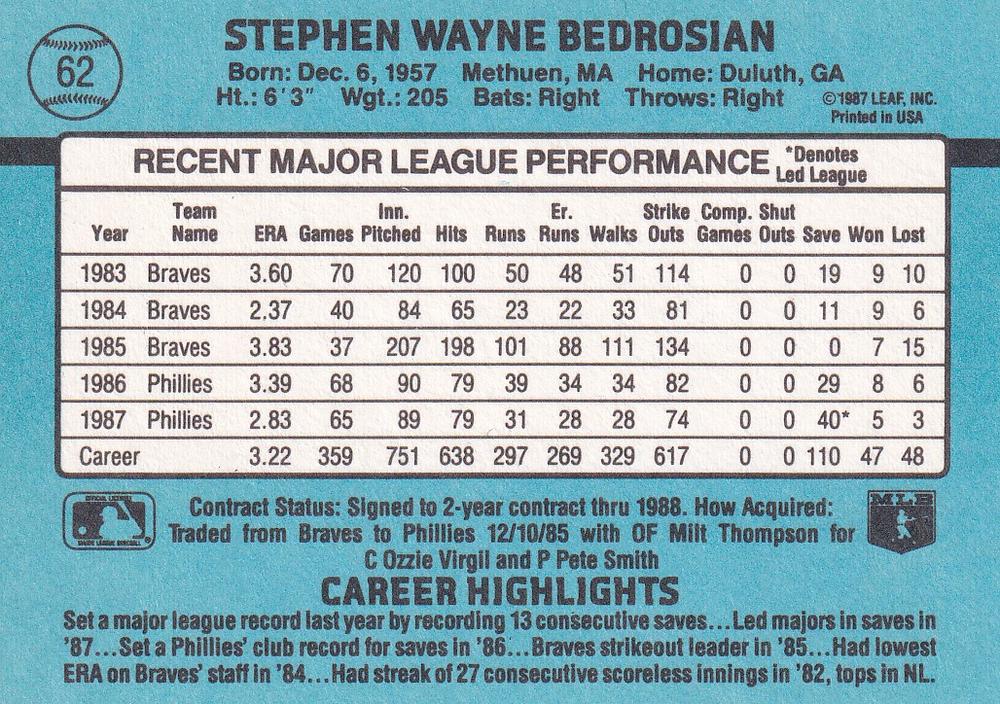 STEPHEN WAYNE BEDROSIAN
62
Born: Dec. 6, 1957 Methuen, MA Home: Duluth, GA
Ht.: 6'3" Wgt.: 205 Bats: Right Throws: Right
©1987 LEAF, INC.
Printed in USA
RECENT MAJOR LEAGUE PERFORMANCE *Denotes Led League
Year Team Name ERA Games Inn. Pitched Hits Runs Er. Runs Walks Strike Outs Comp. Games Shut Outs Save Won Lost
1983 Braves 3.60 70 120 100 50 48 51 114 0 0 19 9 10
1984 Braves 2.37 40 84 65 23 22 33 81 0 0 11 9 6
1985 Braves 3.83 37 207 198 101 88 111 134 0 0 0 7 15
1986 Phillies 3.39 68 90 79 39 34 34 82 0 0 29 8 6
1987 Phillies 2.83 65 89 79 31 28 28 74 0 0 40* 5 3
Career 3.22 359 751 638 297 269 329 617 0 0 110 47 48
Contract Status: Signed to 2-year contract thru 1988. How Acquired:
Traded from Braves to Phillies 12/10/85 with OF Milt Thompson for
C Ozzie Virgil and P Pete Smith
MLB
CAREER HIGHLIGHTS
Set a major league record last year by recording 13 consecutive saves...Led majors in saves in
'87...Set a Phillies' club record for saves in '86...Braves strikeout leader in '85...Had lowest
ERA on Braves' staff in '84...Had streak of 27 consecutive scoreless innings in '82, tops in NL.